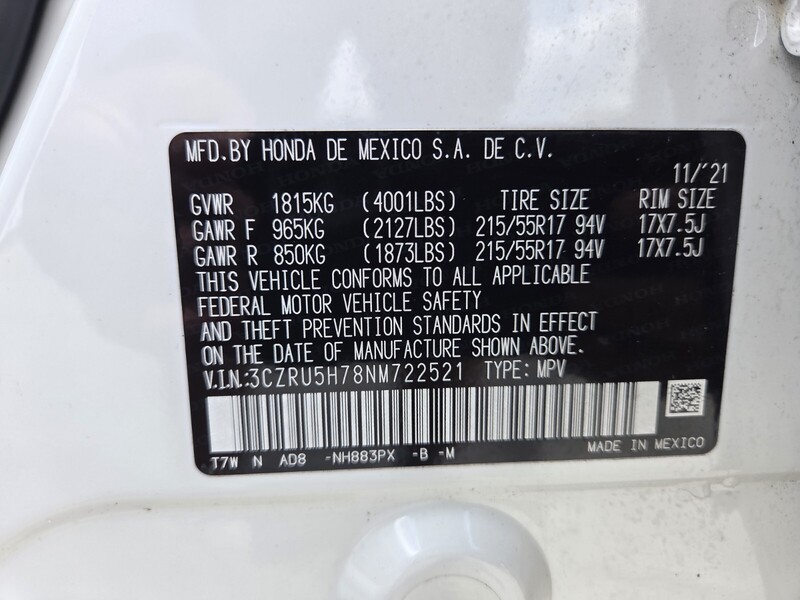 MFD.BY HONDA DE MEXICO S.A. DE C.V.
11/'21
GVWR 1815KG (4001LBS) TIRE SIZE RIM SIZE
GAWR F 965KG (2127LBS) 215/55R17 94V 17X7.5J
GAWR R 850KG (1873LBS) 215/55R17 94V 17X7.5J
THIS VEHICLE CONFORMS TO ALL APPLICABLE
FEDERAL MOTOR VEHICLE SAFETY
AND THEFT PREVENTION STANDARDS IN EFFECT
ON THE DATE OF MANUFACTURE SHOWN ABOVE.
V.I.N.:3CZRU5H78NM722521 TYPE: MPV
T7W N AD8 -NH883PX -B -M MADE IN MEXICO